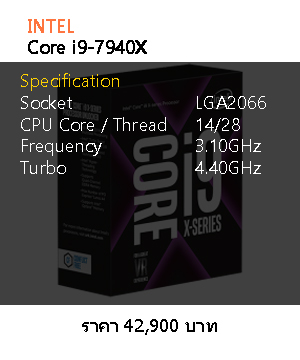 INTEL
Core i9-7940X
Specification
Socket LGA2066
CPU Core / Thread 14/28
Frequency 3.10GHz
Turbo 4.40GHz
CORE
i9
X-SERIES
VR
ราคา 42,900 บาท